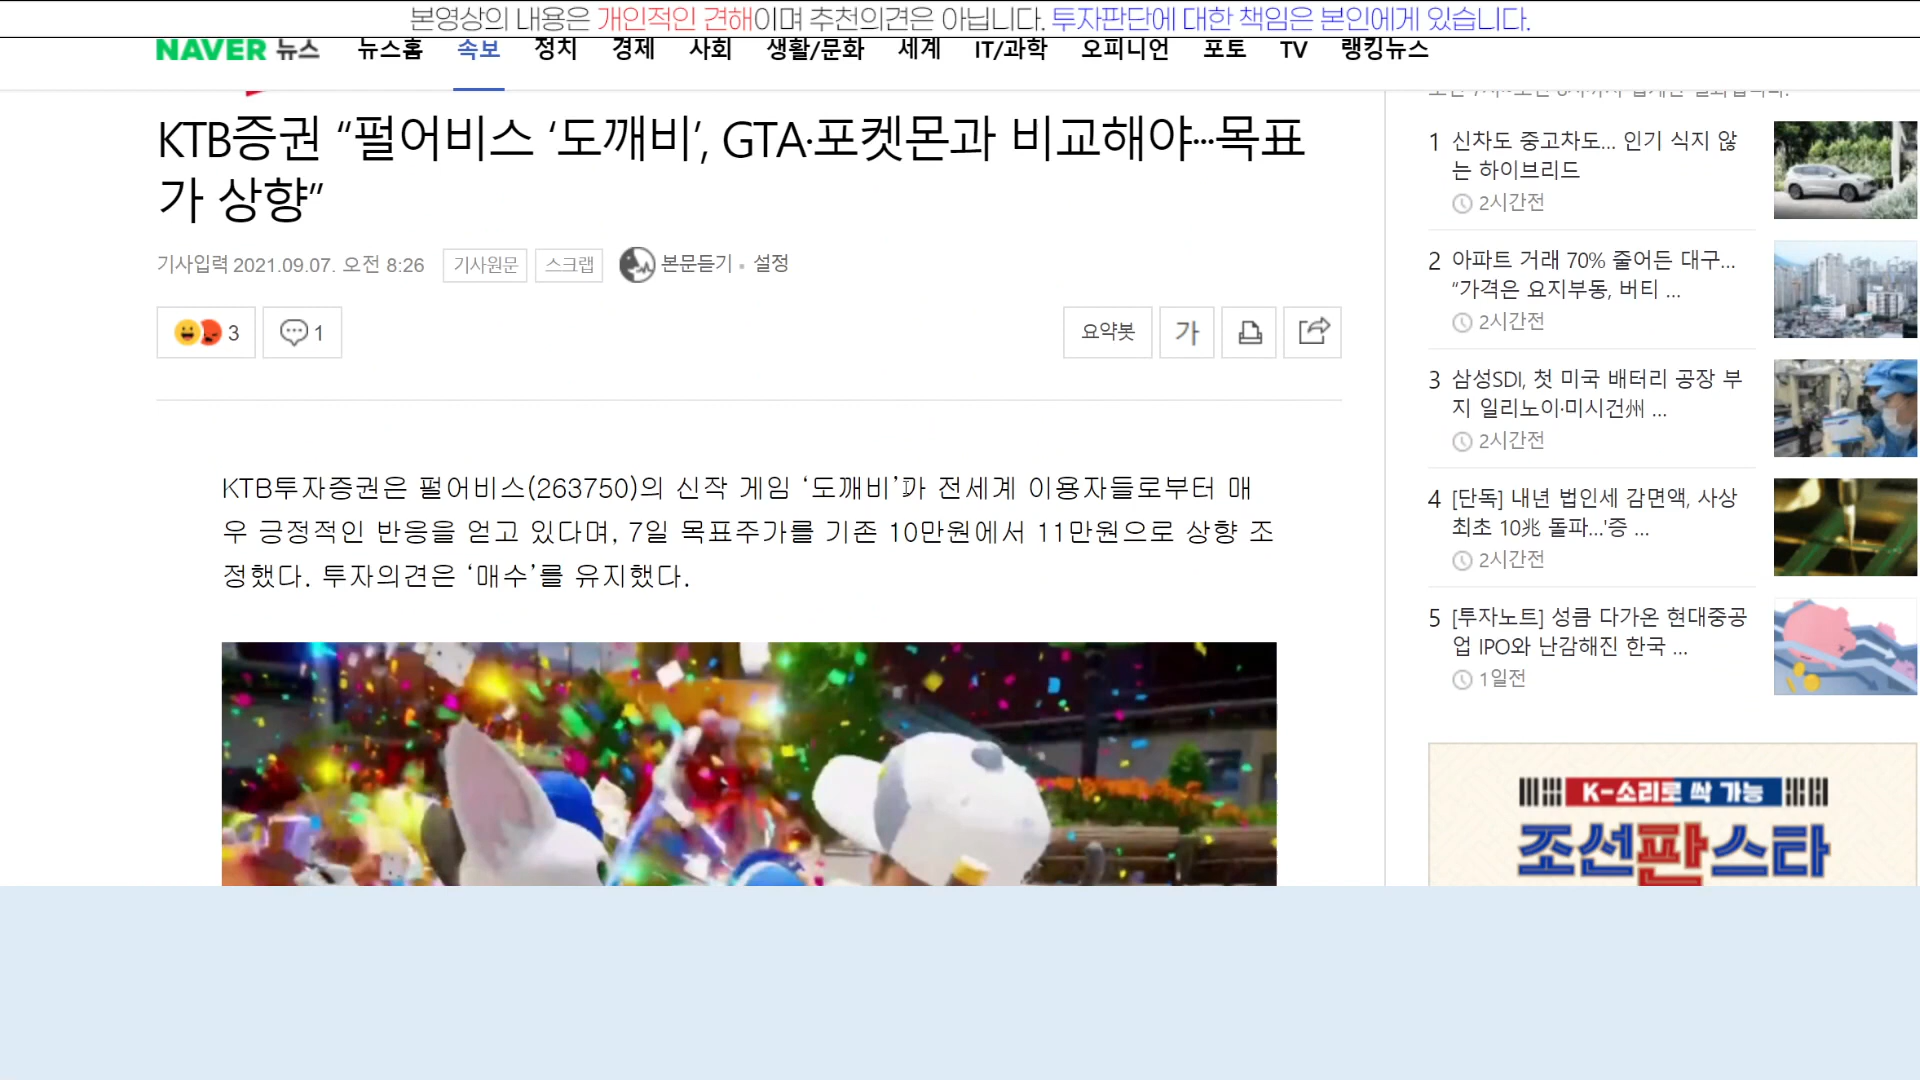 본영상의 내용은 개인적인 견해이며 추천의견은 아닙니다. 투자판단에 대한 책임은 본인에게 있습니다.
NAVER 뉴스 뉴스홈 속보 정치 경제 사회 생활/문화 세계 IT/과학 오피니언 포토 TV 랭킹뉴스
KTB증권 “펄어비스 ‘도깨비’, GTA·포켓몬과 비교해야…목표
가 상향”
기사입력 2021.09.07. 오전 8:26 기사원문 스크랩 본문듣기 설정
3 1
요약봇 가
KTB투자증권은 펄어비스(263750)의 신작 게임 ‘도깨비’가 전세계 이용자들로부터 매
우 긍정적인 반응을 얻고 있다며, 7일 목표주가를 기존 10만원에서 11만원으로 상향 조
정했다. 투자의견은 ‘매수’를 유지했다.
1 신차도 중고차도... 인기 식지 않
는 하이브리드
2시간전
2 아파트 거래 70% 줄어든 대구...
“가격은 요지부동, 버티 ...
2시간전
3 삼성SDI, 첫 미국 배터리 공장 부
지 일리노이·미시건州 ...
2시간전
4 [단독] 내년 법인세 감면액, 사상
최초 10兆 돌파...'증 ...
2시간전
5 [투자노트] 성큼 다가온 현대중공
업 IPO와 난감해진 한국 ...
1일전
K-소리로 싹 가능
조선판스타